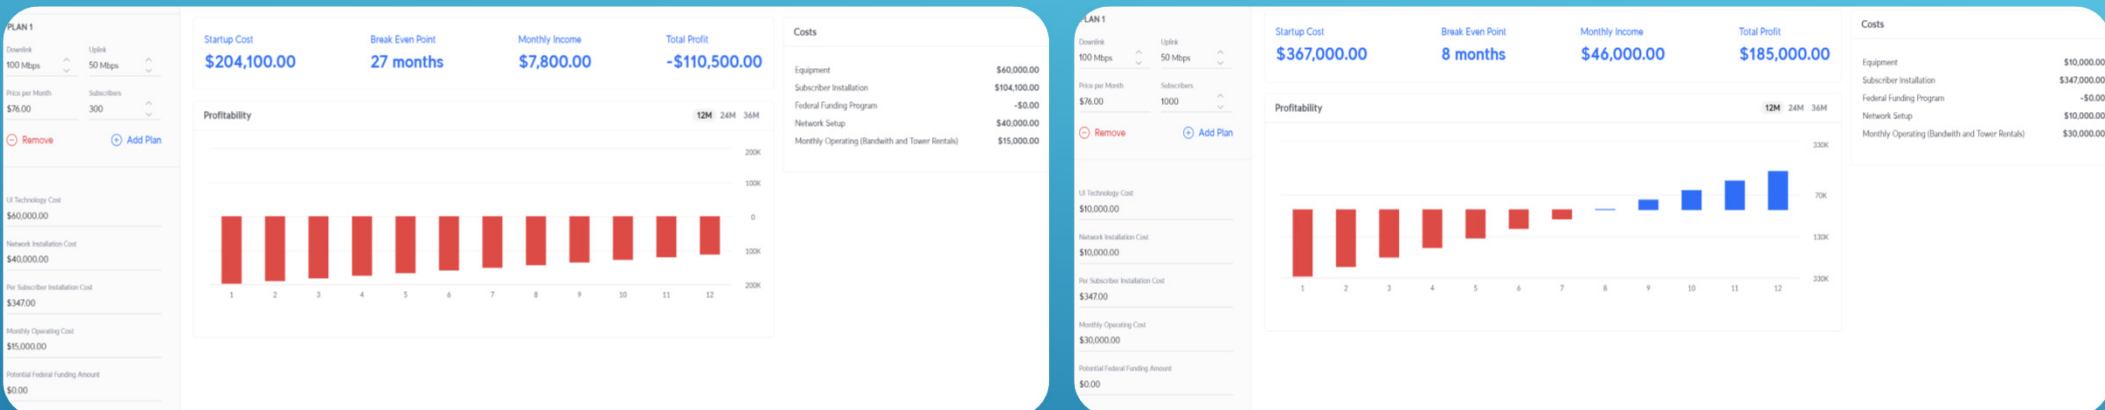 PLAN 1
Downlink Uplink
100 Mbps 50 Mbps
Price per Month Subscribers
$76.00 300
Remove Add Plan
UI Technology Cost
$60,000.00
Network Installation Cost
$40,000.00
Per Subscriber Installation Cost
$347.00
Monthly Operating Cost
$15,000.00
Potential Federal Funding Amount
$0.00
Startup Cost Break Even Point Monthly Income Total Profit
$204,100.00 27 months $7,800.00 -$110,500.00
Profitability 12M 24M 36M
200K
100K
0
100K
200K
1 2 3 4 5 6 7 8 9 10 11 12
Costs
Equipment $60,000.00
Subscriber Installation $104,100.00
Federal Funding Program -$0.00
Network Setup $40,000.00
Monthly Operating (Bandwith and Tower Rentals) $15,000.00
PLAN 1
Downlink Uplink
100 Mbps 50 Mbps
Price per Month Subscribers
$76.00 1000
Remove Add Plan
UI Technology Cost
$10,000.00
Network Installation Cost
$10,000.00
Per Subscriber Installation Cost
$347.00
Monthly Operating Cost
$30,000.00
Potential Federal Funding Amount
$0.00
Startup Cost Break Even Point Monthly Income Total Profit
$367,000.00 8 months $46,000.00 $185,000.00
Profitability 12M 24M 36M
330K
70K
130K
330K
1 2 3 4 5 6 7 8 9 10 11 12
Costs
Equipment $10,000.00
Subscriber Installation $347,000.00
Federal Funding Program -$0.00
Network Setup $10,000.00
Monthly Operating (Bandwith and Tower Rentals) $30,000.00